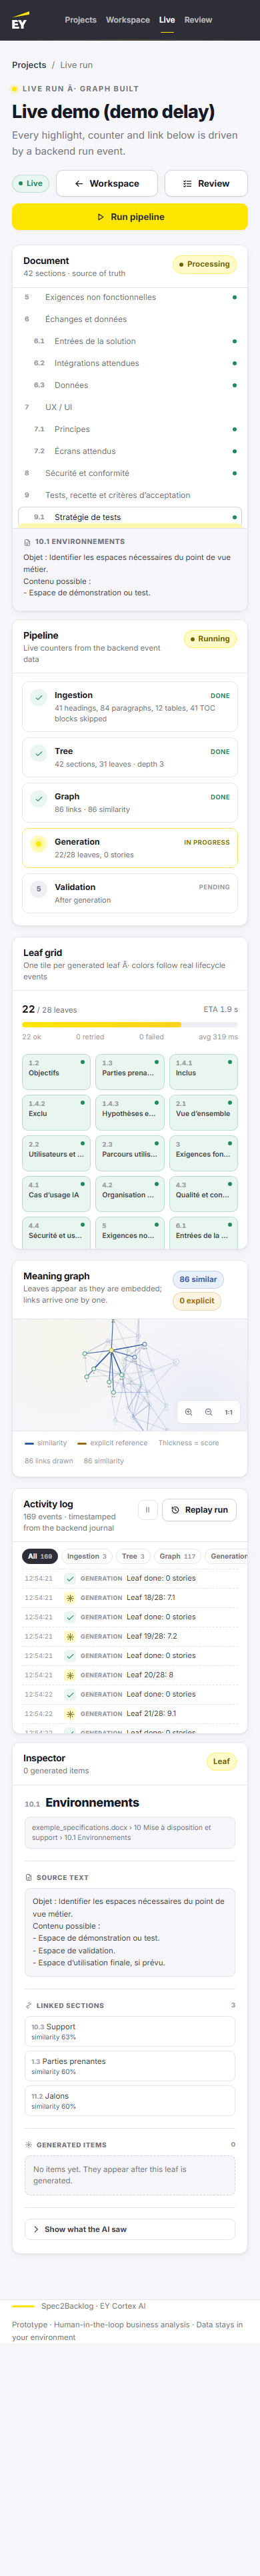 EY
Projects Workspace Live Review
Projects / Live run
LIVE RUN Â· GRAPH BUILT
Live demo (demo delay)
Every highlight, counter and link below is driven
by a backend run event.
Live
Workspace
Review
Run pipeline
Document
42 sections · source of truth
Processing
5 Exigences non fonctionnelles
6 Échanges et données
6.1 Entrées de la solution
6.2 Intégrations attendues
6.3 Données
7 UX / UI
7.1 Principes
7.2 Écrans attendus
8 Sécurité et conformité
9 Tests, recette et critères d'acceptation
9.1 Stratégie de tests
10.1 ENVIRONNEMENTS
Objet : Identifier les espaces nécessaires du point de vue
métier.
Contenu possible :
- Espace de démonstration ou test.
Pipeline
Live counters from the backend event
data
Running
Ingestion DONE
41 headings, 84 paragraphs, 12 tables, 41 TOC
blocks skipped
Tree DONE
42 sections, 31 leaves · depth 3
Graph DONE
86 links · 86 similarity
Generation IN PROGRESS
22/28 leaves, 0 stories
5 Validation PENDING
After generation
Leaf grid
One tile per generated leaf Â· colors follow real lifecycle
events
22 / 28 leaves ETA 1.9 s
22 ok 0 retried 0 failed avg 319 ms
1.2 1.3 1.4.1
Objectifs Parties prena... Inclus
1.4.2 1.4.3 2.1
Exclu Hypothèses e... Vue d'ensemble
2.2 2.3 3
Utilisateurs et ... Parcours utilis... Exigences fon...
4.1 4.2 4.3
Cas d'usage IA Organisation ... Qualité et con...
4.4 5 6.1
Sécurité et us... Exigences no... Entrées de la ...
Meaning graph
Leaves appear as they are embedded;
links arrive one by one.
86 similar
0 explicit
1:1
similarity explicit reference Thickness = score
86 links drawn 86 similarity
Activity log
169 events · timestamped
from the backend journal
Replay run
All 169 Ingestion 3 Tree 3 Graph 117 Generation
12:54:21 GENERATION Leaf done: 0 stories
12:54:21 GENERATION Leaf 18/28: 7.1
12:54:21 GENERATION Leaf done: 0 stories
12:54:21 GENERATION Leaf 19/28: 7.2
12:54:21 GENERATION Leaf done: 0 stories
12:54:21 GENERATION Leaf 20/28: 8
12:54:22 GENERATION Leaf done: 0 stories
12:54:22 GENERATION Leaf 21/28: 9.1
12:54:22 GENERATION Leaf done: 0 stories
Inspector
0 generated items
Leaf
10.1 Environnements
exemple_specifications.docx › 10 Mise à disposition et
support › 10.1 Environnements
SOURCE TEXT
Objet : Identifier les espaces nécessaires du point de
vue métier.
Contenu possible :
- Espace de démonstration ou test.
- Espace de validation.
- Espace d'utilisation finale, si prévu.
LINKED SECTIONS 3
10.3 Support
similarity 63%
1.3 Parties prenantes
similarity 60%
11.2 Jalons
similarity 60%
GENERATED ITEMS 0
No items yet. They appear after this leaf is
generated.
Show what the AI saw
Spec2Backlog · EY Cortex AI
Prototype · Human-in-the-loop business analysis · Data stays in
your environment